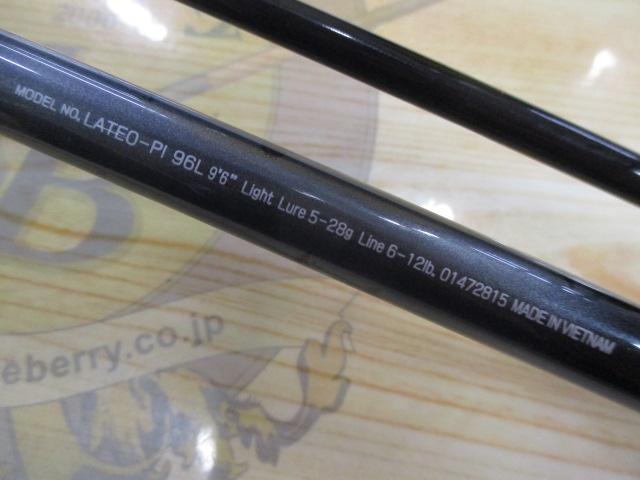 MODEL NO. LATEO-PI 96L 9'6" Light Lure 5-28g Line 6-12lb. 01472815 MADE IN VIETNAM
eberry.co.jp